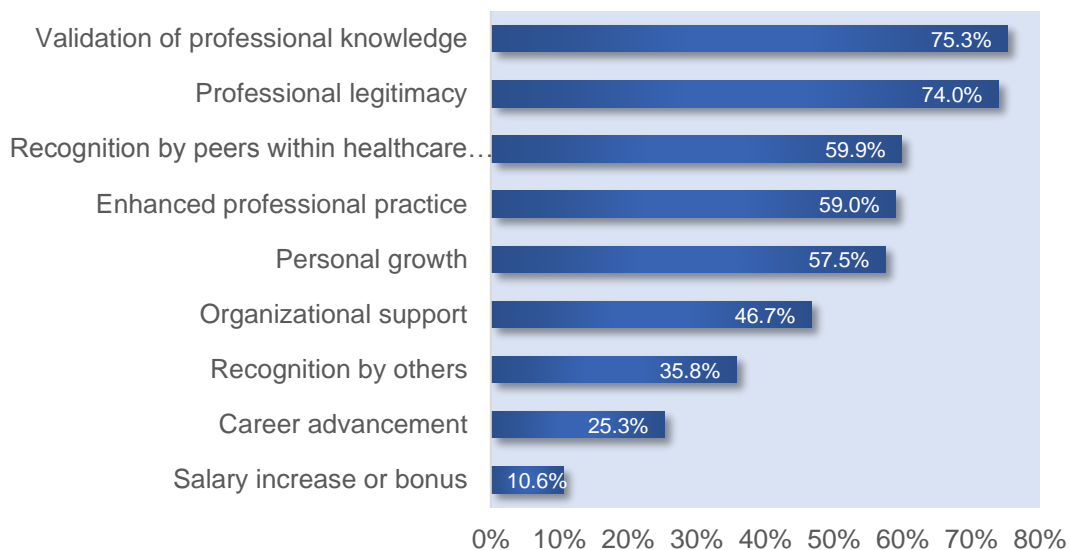 Validation of professional knowledge 75.3%
Professional legitimacy 74.0%
Recognition by peers within healthcare… 59.9%
Enhanced professional practice 59.0%
Personal growth 57.5%
Organizational support 46.7%
Recognition by others 35.8%
Career advancement 25.3%
Salary increase or bonus 10.6%
0% 10% 20% 30% 40% 50% 60% 70% 80%